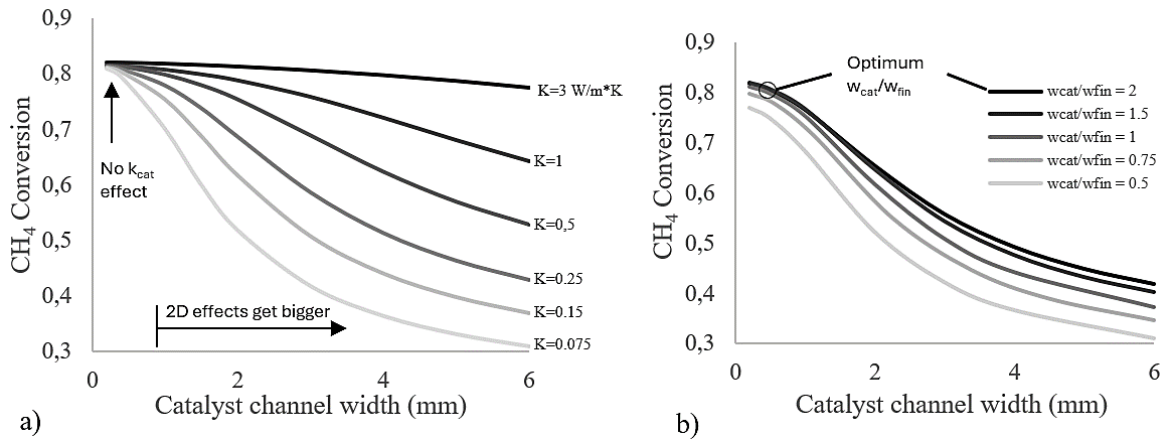 0,9
0,8
0,7
0,6
0,5
0,4
0,3
CH4 Conversion
0
2
4
6
Catalyst channel width (mm)
No kcat
effect
2D effects get bigger
K=3 W/m*K
K=1
K=0,5
K=0.25
K=0.15
K=0.075
a)
0,9
0,8
0,7
0,6
0,5
0,4
0,3
CH4 Conversion
0
2
4
6
Catalyst channel width (mm)
Optimum
wcat/wfin
wcat/wfin = 2
wcat/wfin = 1.5
wcat/wfin = 1
wcat/wfin = 0.75
wcat/wfin = 0.5
b)